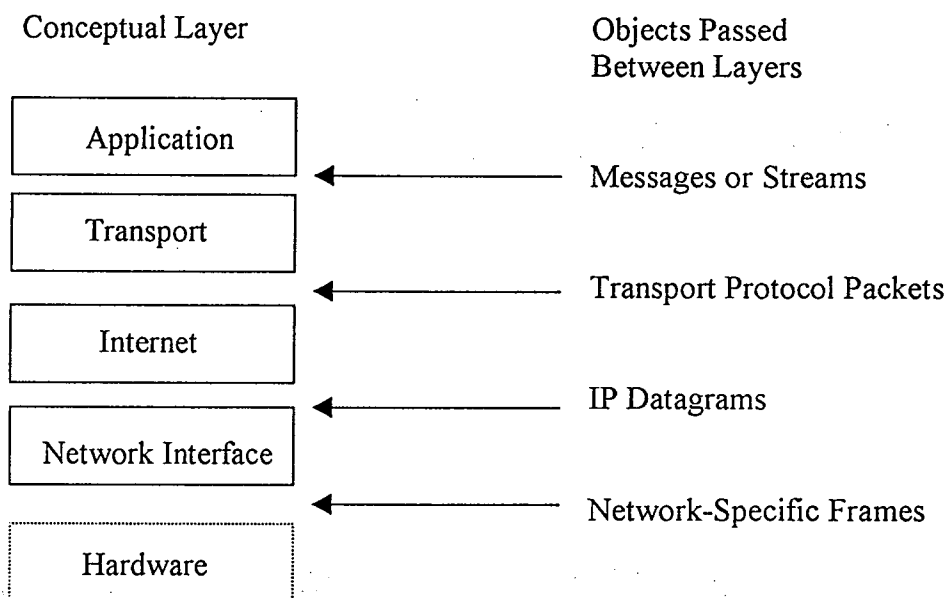 Conceptual Layer
Objects Passed
Between Layers
Application
Messages or Streams
Transport
Transport Protocol Packets
Internet
IP Datagrams
Network Interface
Network-Specific Frames
Hardware